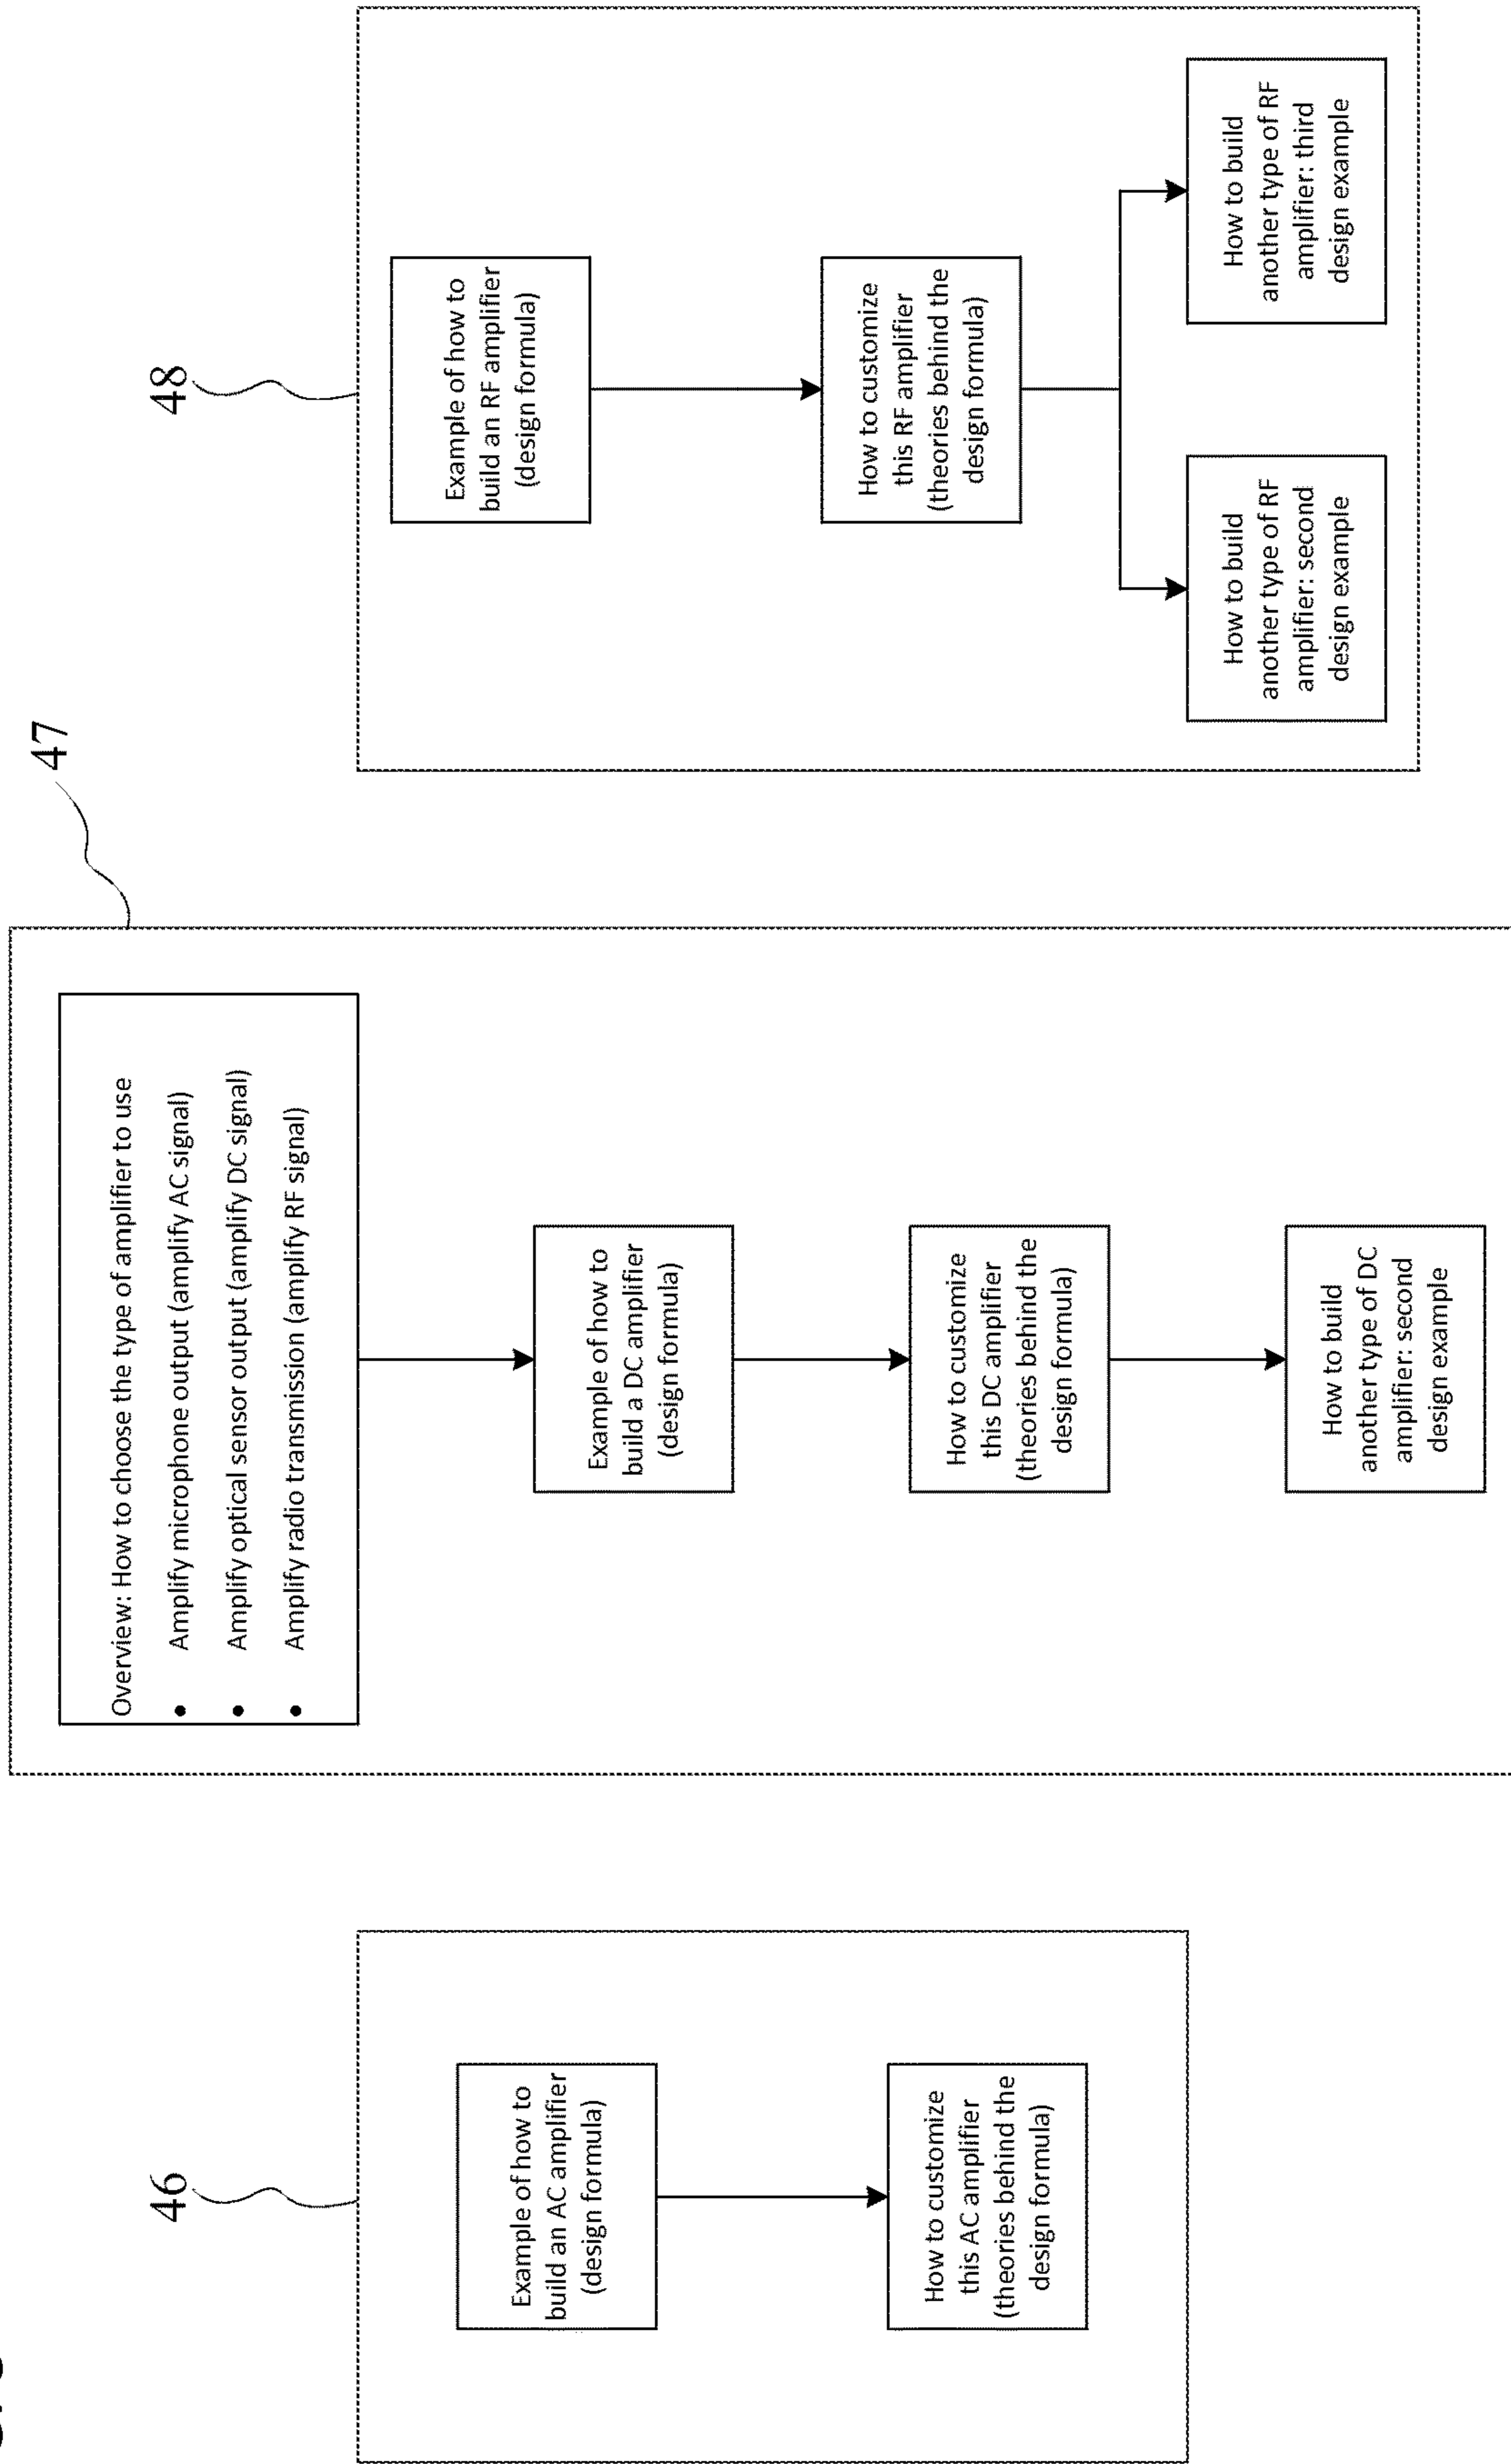 46
Example of how to
build an AC amplifier
(design formula)
How to customize
this AC amplifier
(theories behind the
design formula)
47
Overview: How to choose the type of amplifier to use
• Amplify microphone output (amplify AC signal)
• Amplify optical sensor output (amplify DC signal)
• Amplify radio transmission (amplify RF signal)
Example of how to
build a DC amplifier
(design formula)
How to customize
this DC amplifier
(theories behind the
design formula)
How to build
another type of DC
amplifier: second
design example
48
Example of how to
build an RF amplifier
(design formula)
How to customize
this RF amplifier
(theories behind the
design formula)
How to build
another type of RF
amplifier: second
design example
How to build
another type of RF
amplifier: third
design example